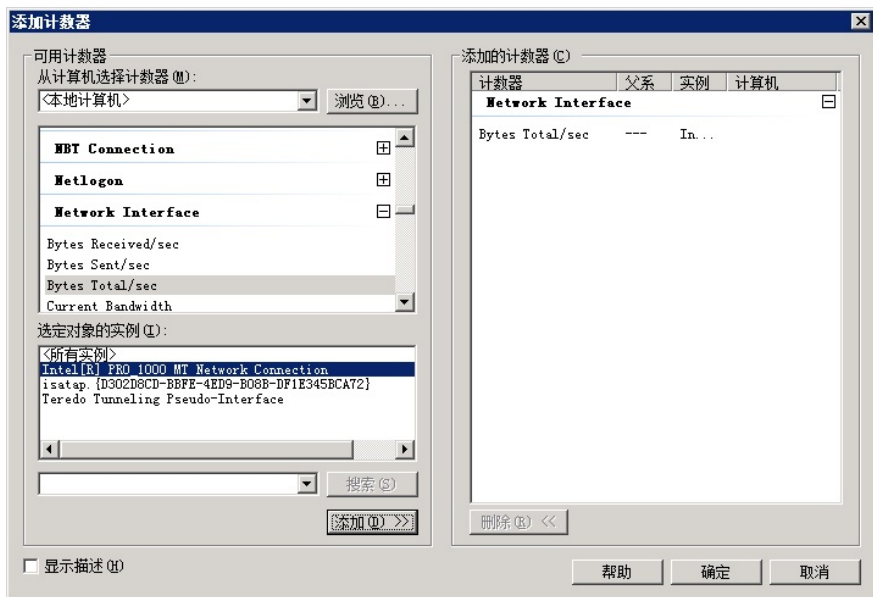 添加计数器
可用计数器
从计算机选择计数器(M):
<本地计算机>
浏览(B)...
NBT Connection
Netlogon
Network Interface
Bytes Received/sec
Bytes Sent/sec
Bytes Total/sec
Current Bandwidth
选定对象的实例(I):
<所有实例>
Intel[R] PRO_1000 MT Network Connection
isatap.{D302D8CD-BBFE-4ED9-B08B-DF1E345BCA72}
Teredo Tunneling Pseudo-Interface
搜索(S)
添加(D) >>
显示描述(H)
添加的计数器(C)
计数器 父系 实例 计算机
Network Interface
Bytes Total/sec --- In...
删除(R) <<
帮助 确定 取消